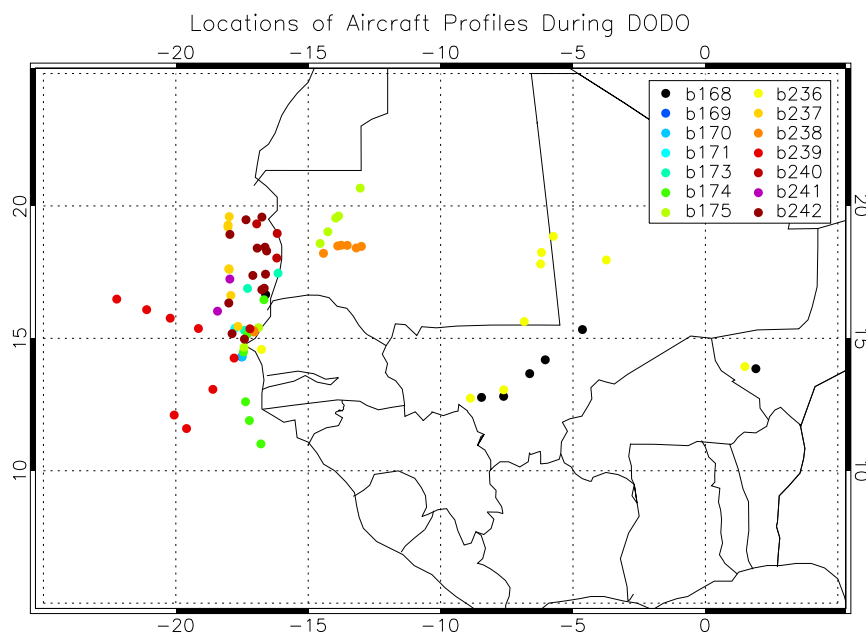 Locations of Aircraft Profiles During DODO
−20 −15 −10 −5 0
b168 b236
b169 b237
b170 b238
b171 b239
b173 b240
b174 b241
b175 b242
20 20
15 15
10 10
−20 −15 −10 −5 0